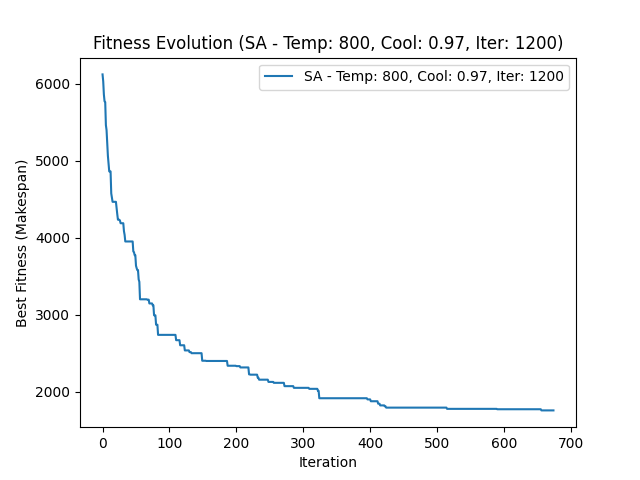 Fitness Evolution (SA - Temp: 800, Cool: 0.97, Iter: 1200)
SA - Temp: 800, Cool: 0.97, Iter: 1200
6000
5000
4000
3000
2000
Best Fitness (Makespan)
0 100 200 300 400 500 600 700
Iteration